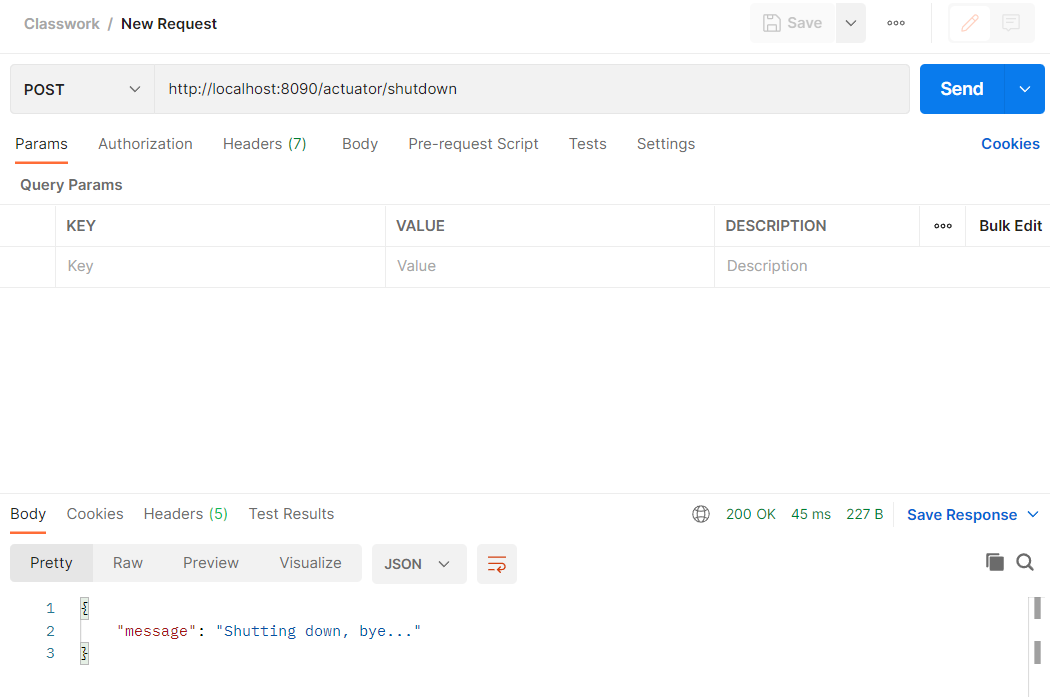 Classwork / New Request
Save
POST http://localhost:8090/actuator/shutdown Send
Params Authorization Headers (7) Body Pre-request Script Tests Settings Cookies
Query Params
KEY VALUE DESCRIPTION ooo Bulk Edit
Key Value Description
Body Cookies Headers (5) Test Results 200 OK 45 ms 227 B Save Response
Pretty Raw Preview Visualize JSON
1 {
2 "message": "Shutting down, bye..."
3 }